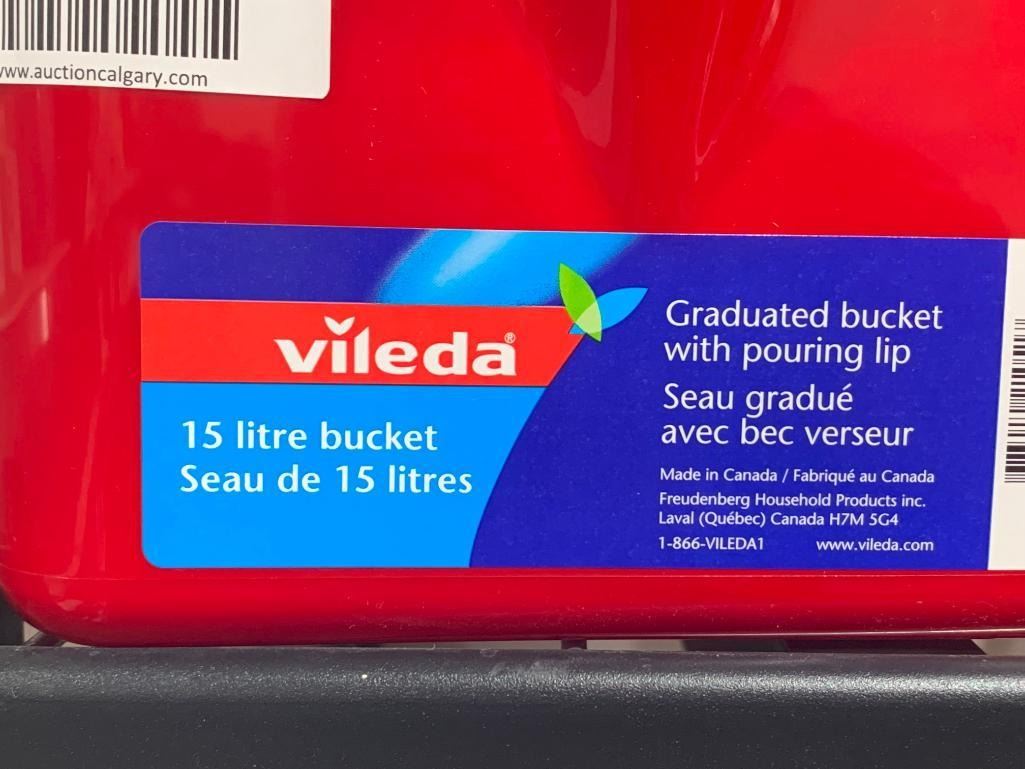 www.auctioncalgary.com
vileda®
15 litre bucket
Seau de 15 litres
Graduated bucket
with pouring lip
Seau gradué
avec bec verseur
Made in Canada / Fabriqué au Canada
Freudenberg Household Products inc.
Laval (Québec) Canada H7M 5G4
1-866-VILEDA1 www.vileda.com